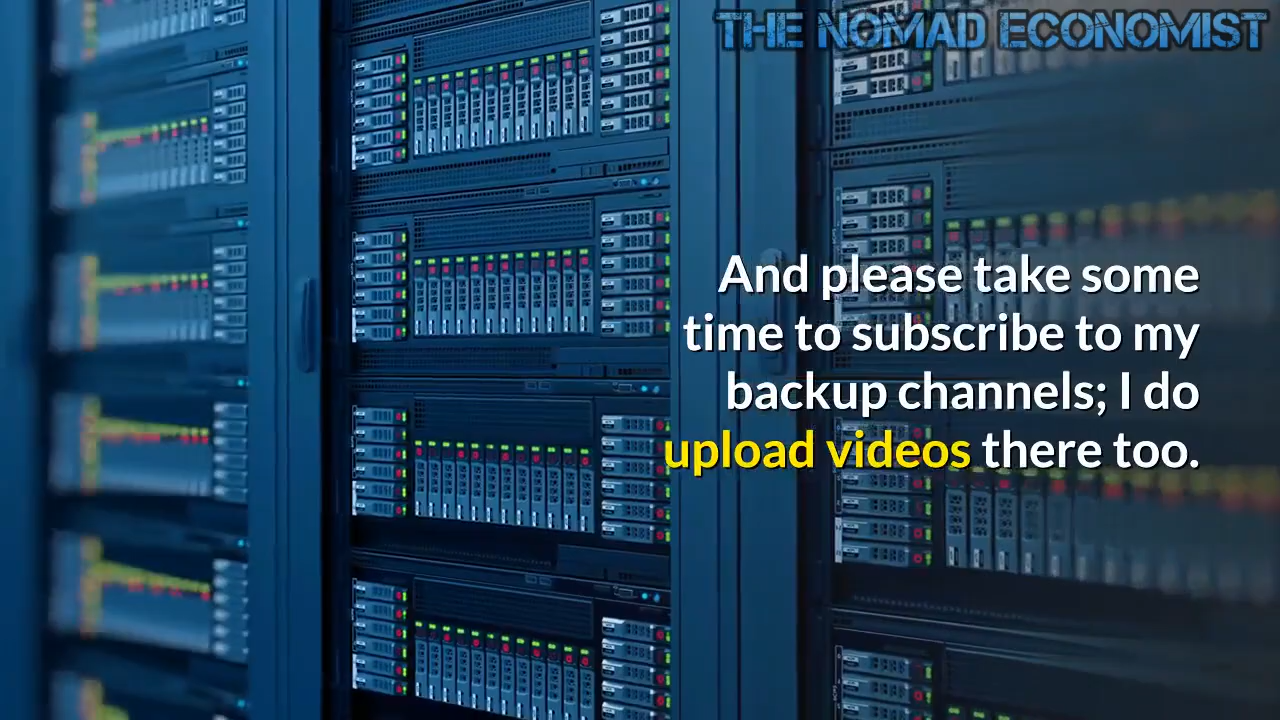 THE NOMAD ECONOMIST
And please take some
time to subscribe to my
backup channels; I do
upload videos there too.